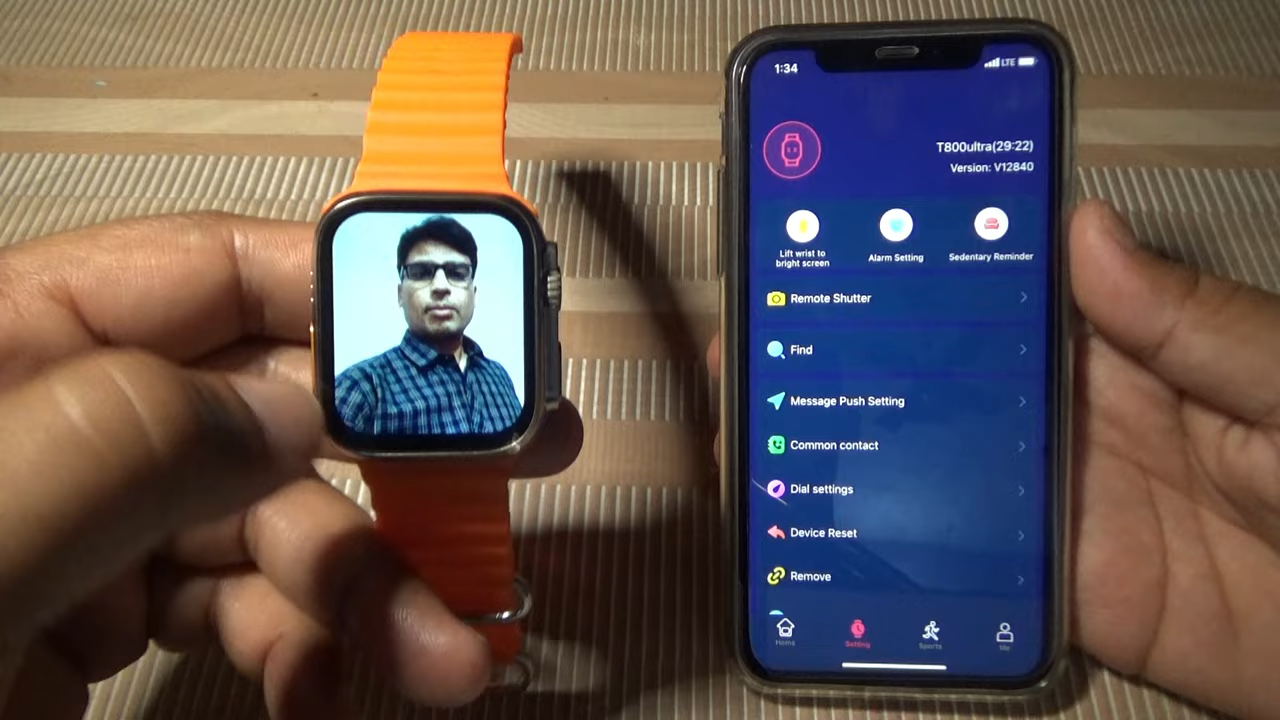 1:34
LTE
T800ultra(29:22)
Version: V12840
Lift wrist to
bright screen
Alarm Setting
Sedentary Reminder
Remote Shutter
Find
Message Push Setting
Common contact
Dial settings
Device Reset
Remove
Home
Setting
Sports
Me